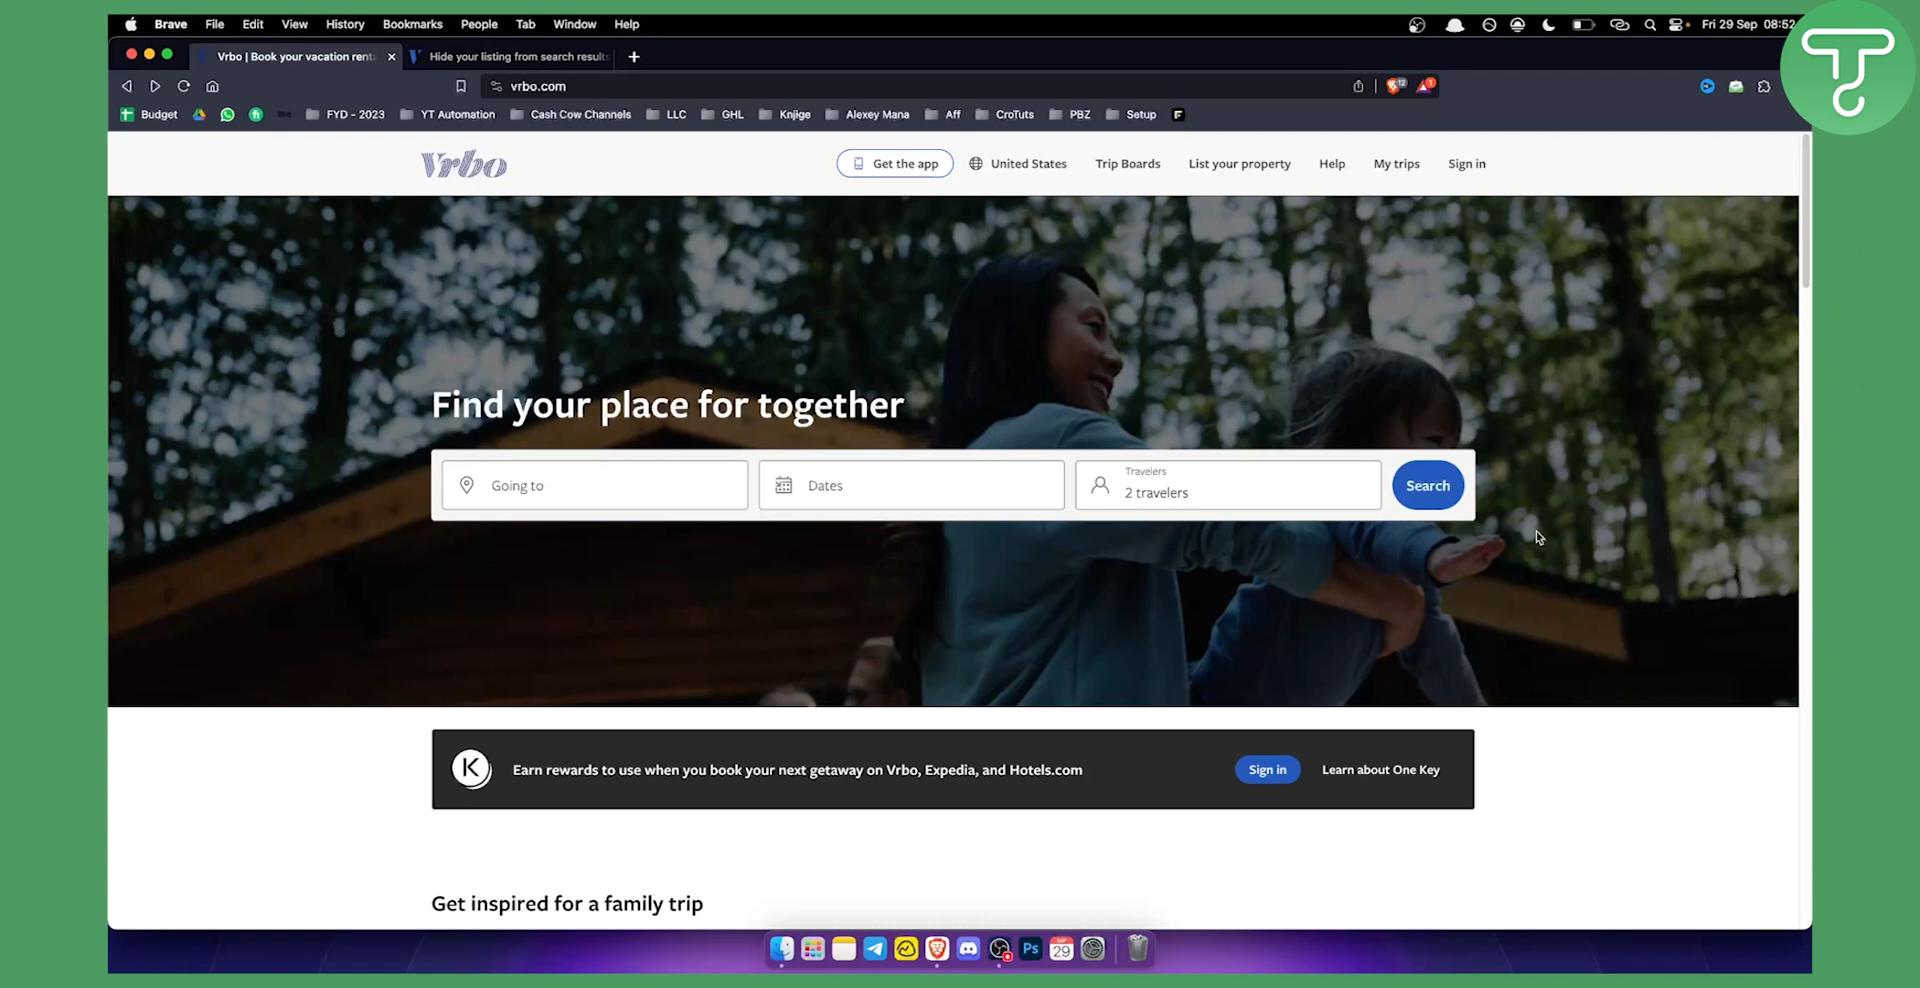 Brave File Edit View History Bookmarks People Tab Window Help
Fri 29 Sep 08:52
Vrbo | Book your vacation rent
Hide your listing from search results
vrbo.com
12
1
Budget
FYD - 2023
YT Automation
Cash Cow Channels
LLC
GHL
Knjige
Alexey Mana
Aff
CroTuts
PBZ
Setup
F
Vrbo
Get the app
United States
Trip Boards
List your property
Help
My trips
Sign in
Find your place for together
Going to
Dates
Travelers
2 travelers
Search
K
Earn rewards to use when you book your next getaway on Vrbo, Expedia, and Hotels.com
Sign in
Learn about One Key
Get inspired for a family trip
Ps
29